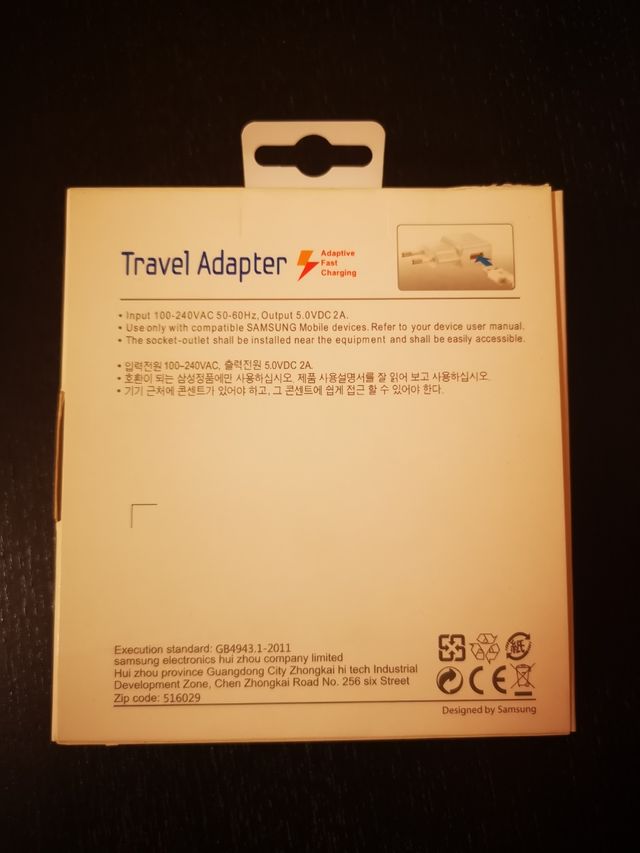 Travel Adapter
Adaptive
Fast
Charging
• Input 100-240VAC 50-60Hz, Output 5.0VDC 2A.
• Use only with compatible SAMSUNG Mobile devices. Refer to your device user manual.
• The socket-outlet shall be installed near the equipment and shall be easily accessible.
• 입력전원 100–240VAC, 출력전원 5.0VDC 2A.
• 호환이 되는 삼성정품에만 사용하십시오. 제품 사용설명서를 잘 읽어 보고 사용하십시오.
• 기기 근처에 콘센트가 있어야 하고, 그 콘센트에 쉽게 접근 할 수 있어야 한다.
Execution standard: GB4943.1-2011
samsung electronics hui zhou company limited
Hui zhou province Guangdong City Zhongkai hi tech Industrial
Development Zone, Chen Zhongkai Road No. 256 six Street
Zip code: 516029
紙
CE
Designed by Samsung